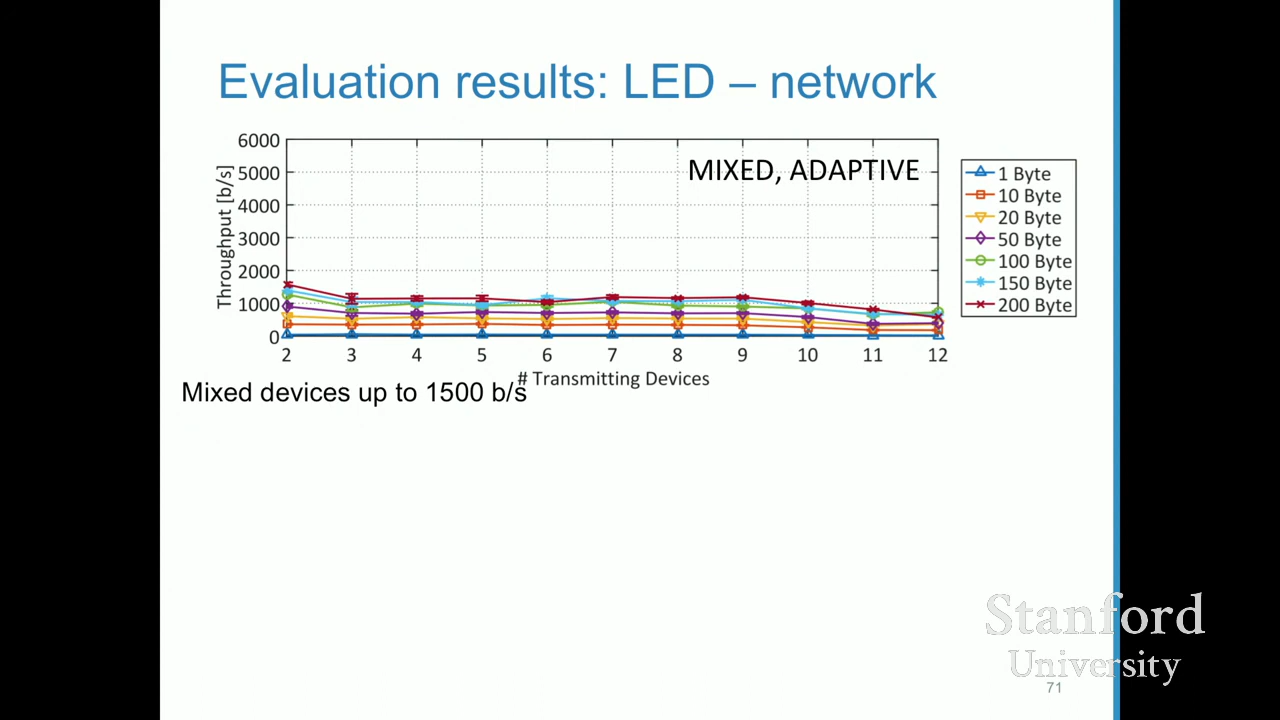 Evaluation results: LED – network
6000
5000
4000
3000
2000
1000
0
Throughput [b/s]
MIXED, ADAPTIVE
1 Byte
10 Byte
20 Byte
50 Byte
100 Byte
150 Byte
200 Byte
2 3 4 5 6 7 8 9 10 11 12
# Transmitting Devices
Mixed devices up to 1500 b/s
Stanford
University
71